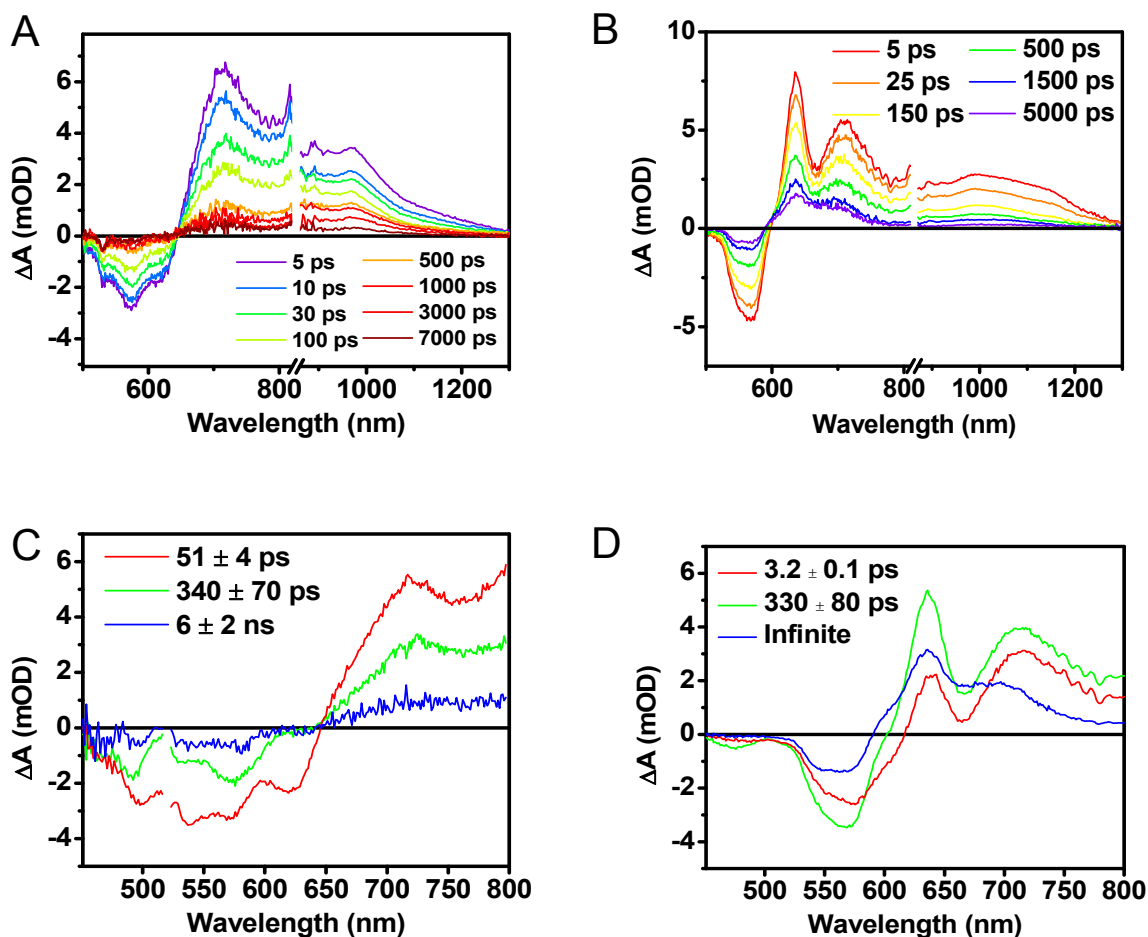 A
ΔA (mOD)
6
4
2
0
-2
-4
5 ps
10 ps
30 ps
100 ps
500 ps
1000 ps
3000 ps
7000 ps
600 800 1000 1200
Wavelength (nm)
B
ΔA (mOD)
10
5
0
-5
5 ps
25 ps
150 ps
500 ps
1500 ps
5000 ps
600 800 1000 1200
Wavelength (nm)
C
ΔA (mOD)
6
4
2
0
-2
-4
51 ± 4 ps
340 ± 70 ps
6 ± 2 ns
500 550 600 650 700 750 800
Wavelength (nm)
D
ΔA (mOD)
6
4
2
0
-2
-4
3.2 ± 0.1 ps
330 ± 80 ps
Infinite
500 550 600 650 700 750 800
Wavelength (nm)